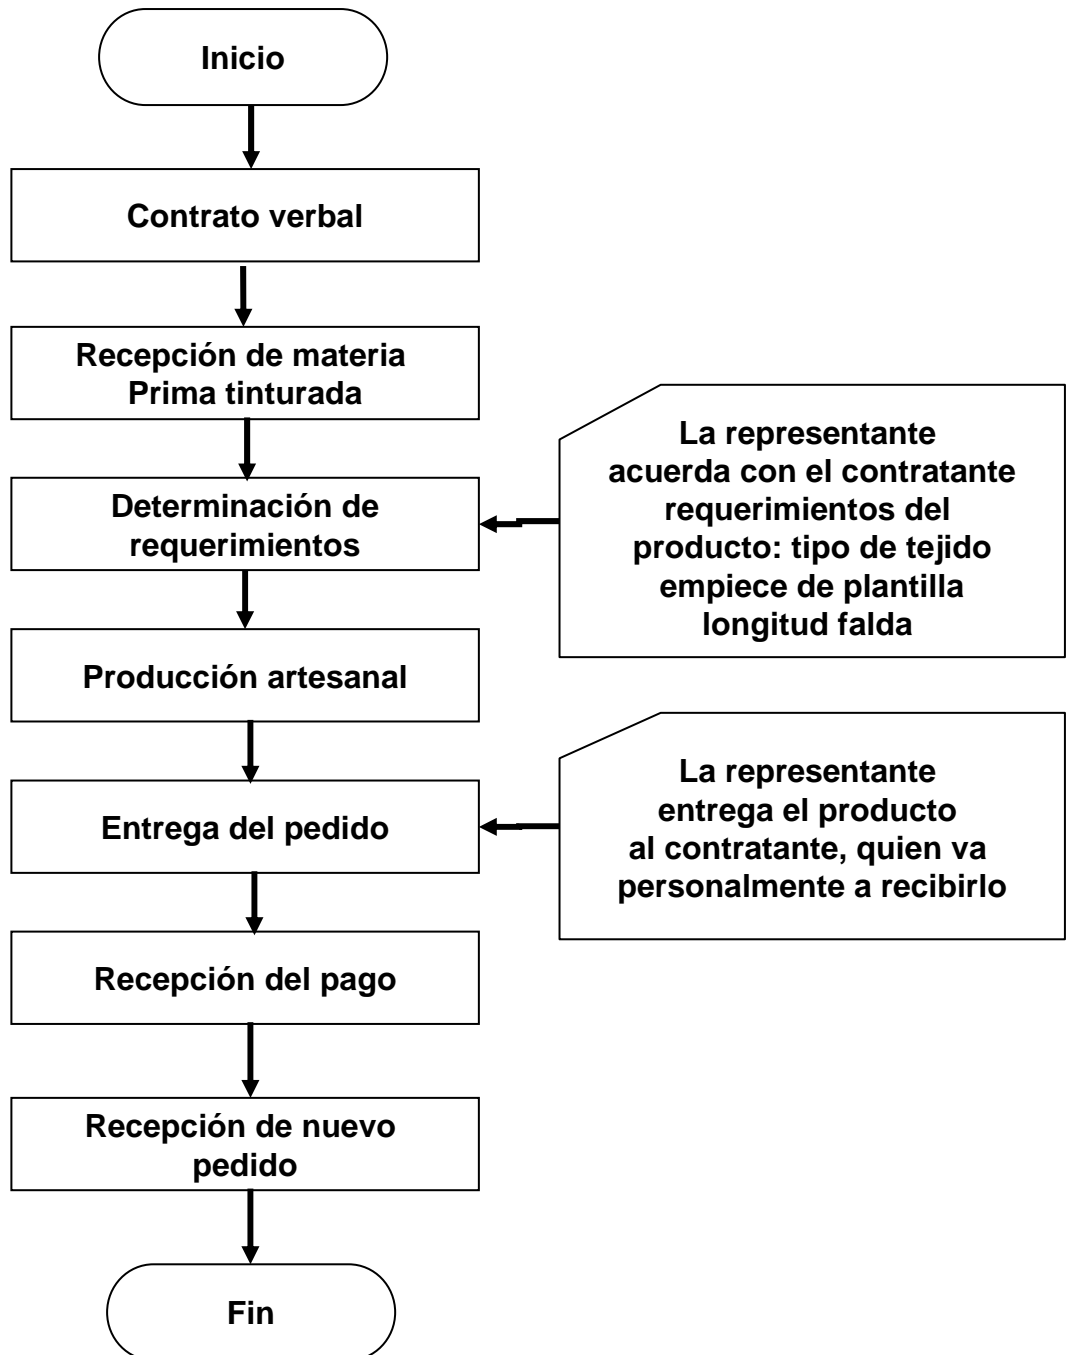 Inicio
Contrato verbal
Recepción de materia
Prima tinturada
Determinación de
requerimientos
La representante
acuerda con el contratante
requerimientos del
producto: tipo de tejido
empiece de plantilla
longitud falda
Producción artesanal
Entrega del pedido
La representante
entrega el producto
al contratante, quien va
personalmente a recibirlo
Recepción del pago
Recepción de nuevo
pedido
Fin